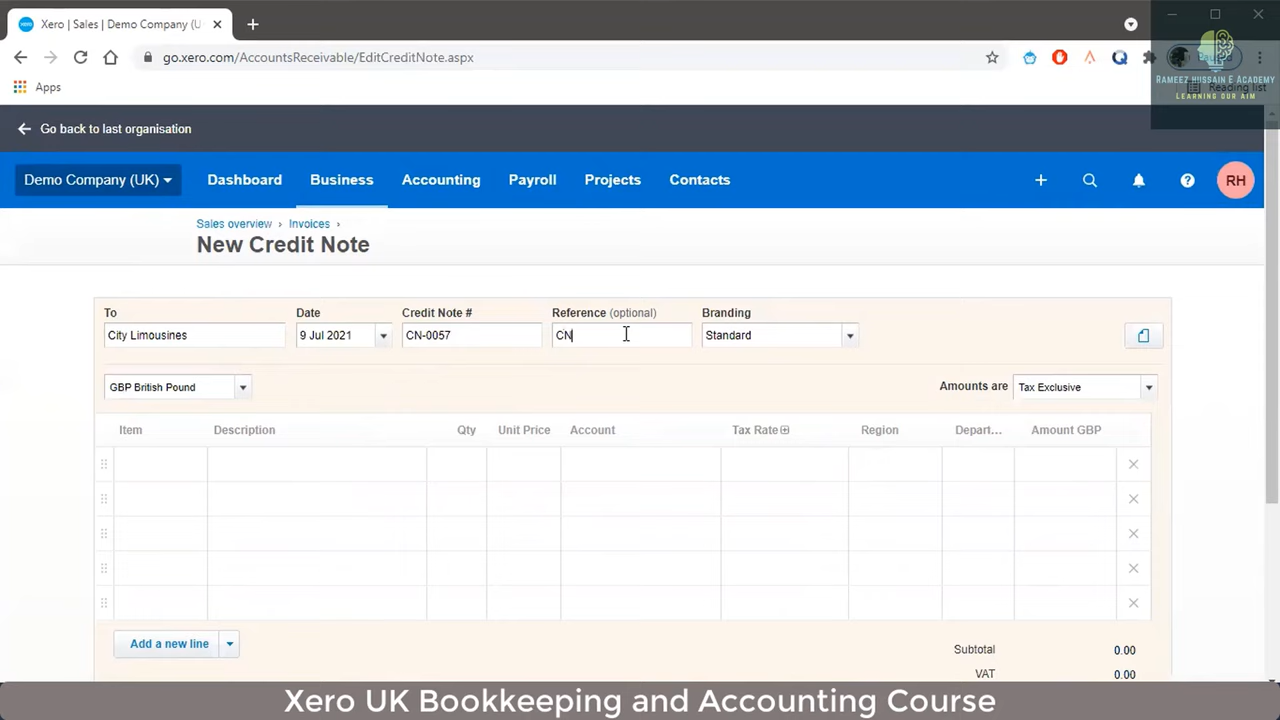 Xero | Sales | Demo Company (U
go.xero.com/AccountsReceivable/EditCreditNote.aspx
Apps
Reading list
RAMEEZ HUSSAIN E ACADEMY
LEARNING OUR AIM
Go back to last organisation
Demo Company (UK) Dashboard Business Accounting Payroll Projects Contacts RH
Sales overview › Invoices ›
New Credit Note
To Date Credit Note # Reference (optional) Branding
City Limousines 9 Jul 2021 CN-0057 CN Standard
GBP British Pound Amounts are Tax Exclusive
Item Description Qty Unit Price Account Tax Rate Region Depart... Amount GBP
Add a new line
Subtotal 0.00
VAT 0.00
Xero UK Bookkeeping and Accounting Course